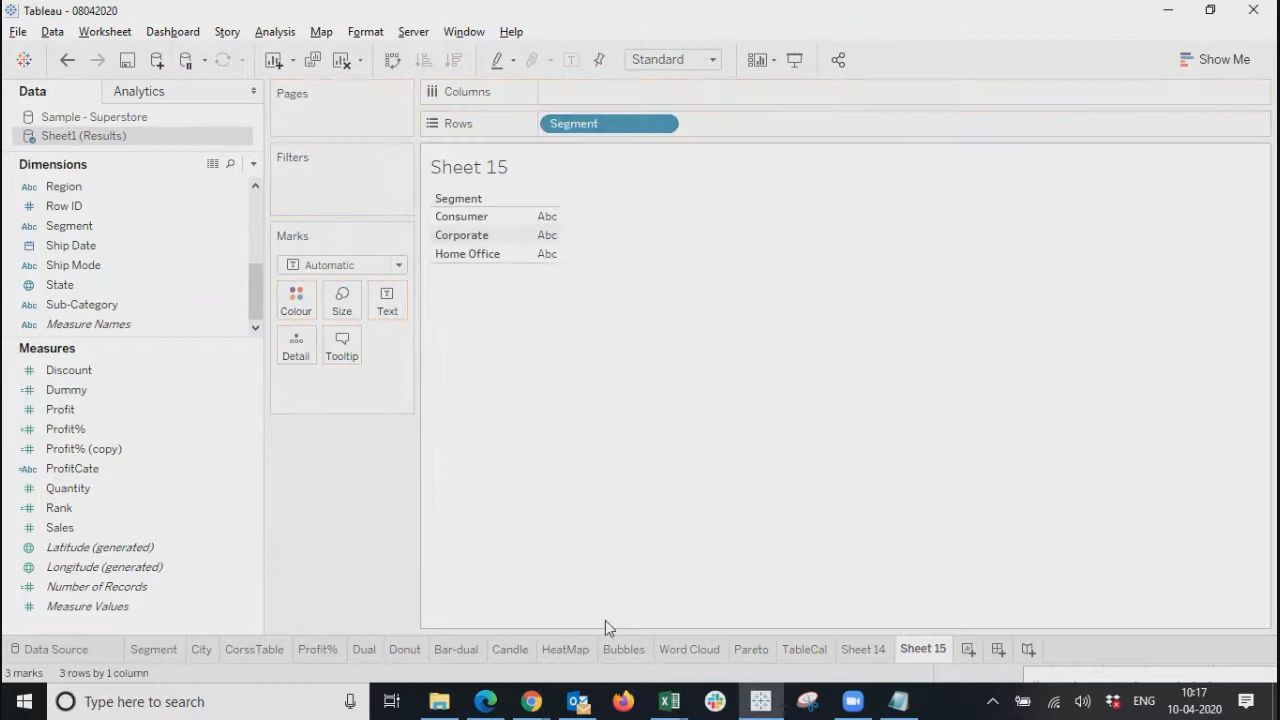 Tableau - 08042020
File Data Worksheet Dashboard Story Analysis Map Format Server Window Help
Standard
Show Me
Data Analytics
Sample - Superstore
Sheet1 (Results)
Dimensions
Abc Region
Row ID
Abc Segment
Ship Date
Abc Ship Mode
State
Abc Sub-Category
Abc Measure Names
Measures
Discount
Dummy
Profit
Profit%
Profit% (copy)
=Abc ProfitCate
Quantity
Rank
Sales
Latitude (generated)
Longitude (generated)
Number of Records
Measure Values
Pages
Filters
Marks
Automatic
Colour Size Text
Detail Tooltip
Columns
Rows Segment
Sheet 15
Segment
Consumer Abc
Corporate Abc
Home Office Abc
Data Source Segment City CorssTable Profit% Dual Donut Bar-dual Candle HeatMap Bubbles Word Cloud Pareto TableCal Sheet 14 Sheet 15
3 marks 3 rows by 1 column
Type here to search
ENG
10:17
10-04-2020